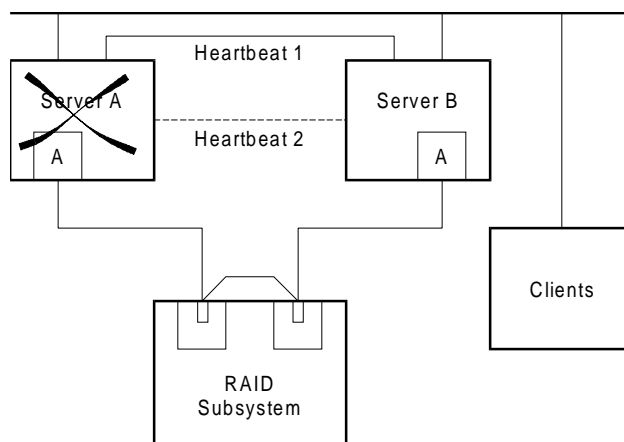 Heartbeat 1
Server A
Server B
Heartbeat 2
A
A
Clients
RAID
Subsystem